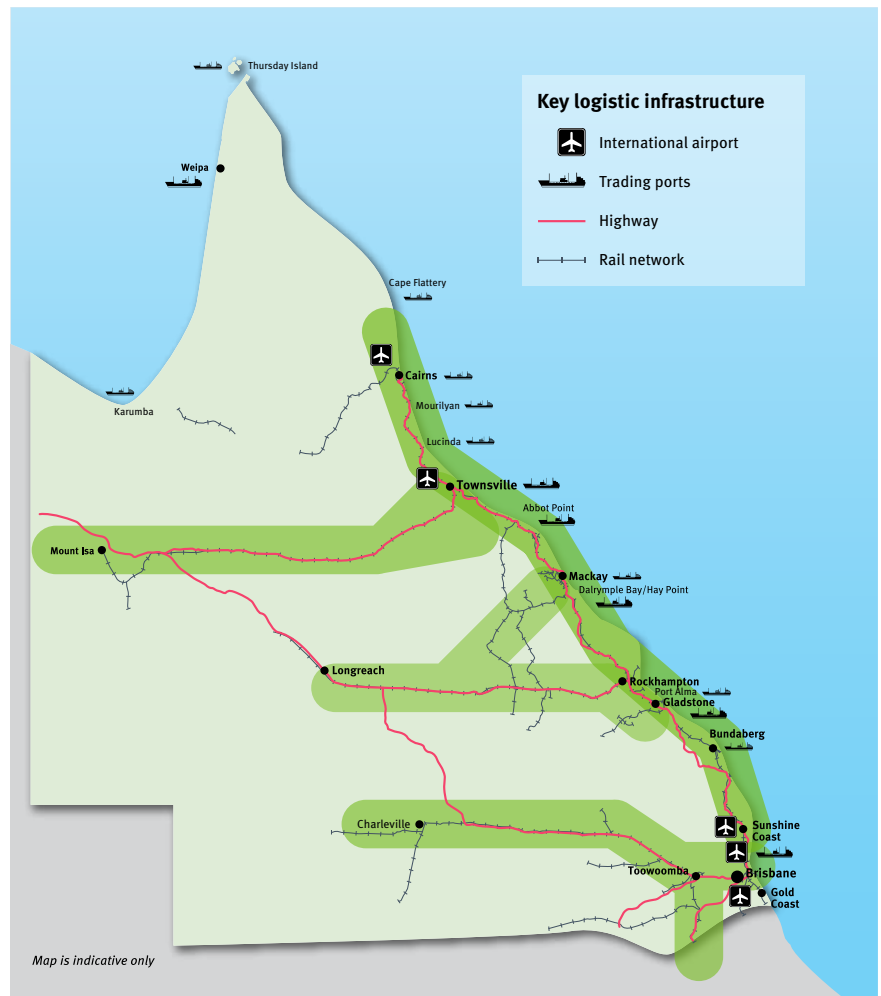 Thursday Island
Key logistic infrastructure
International airport
Trading ports
Highway
Rail network
Weipa
Cape Flattery
Cairns
Karumba
Mourilyan
Lucinda
Townsville
Abbot Point
Mount Isa
Mackay
Dalrymple Bay/Hay Point
Longreach
Rockhampton
Port Alma
Gladstone
Bundaberg
Charleville
Sunshine
Coast
Toowoomba
Brisbane
Gold
Coast
Map is indicative only